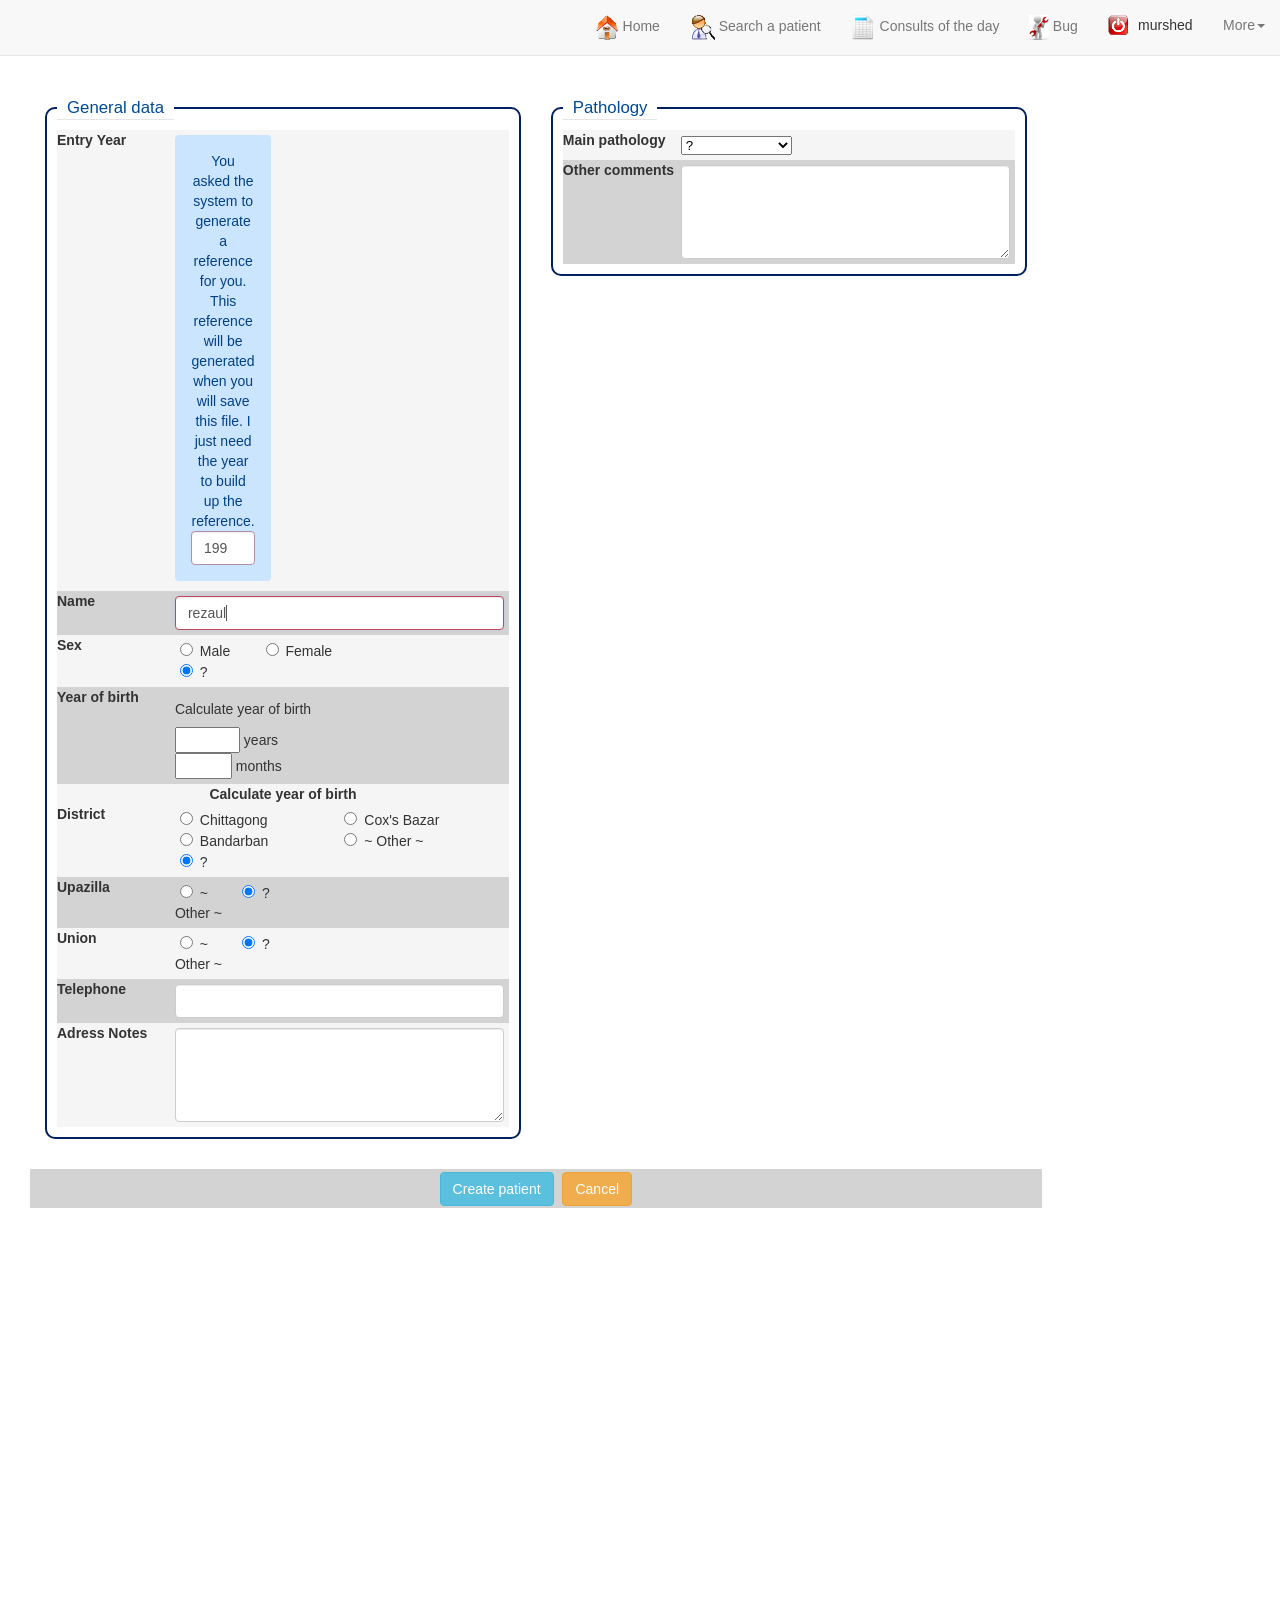 Home Search a patient Consults of the day Bug murshed More
General data
Entry Year
You
asked the
system to
generate
a
reference
for you.
This
reference
will be
generated
when you
will save
this file. I
just need
the year
to build
up the
reference.
199
Name rezaul
Sex Male Female
?
Year of birth
Calculate year of birth
years
months
Calculate year of birth
District Chittagong Cox's Bazar
Bandarban ~ Other ~
?
Upazilla ~ ?
Other ~
Union ~ ?
Other ~
Telephone
Adress Notes
Pathology
Main pathology ?
Other comments
Create patient Cancel